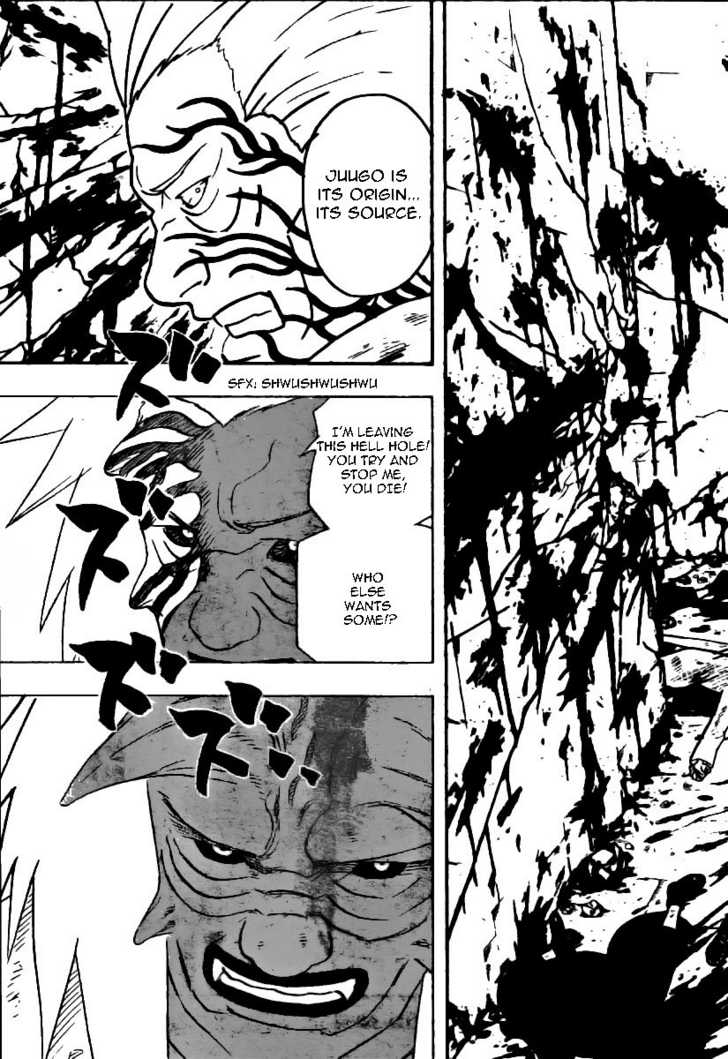 JUUGO IS
ITS ORIGIN...
ITS SOURCE.
ズ
SFX: SHWUSHWUSHWU
I'M LEAVING
THIS HELL HOLE!
YOU TRY AND
STOP ME,
YOU DIE!
ズ
WHO
ELSE
WANTS
SOME!?
ズ
ズ...